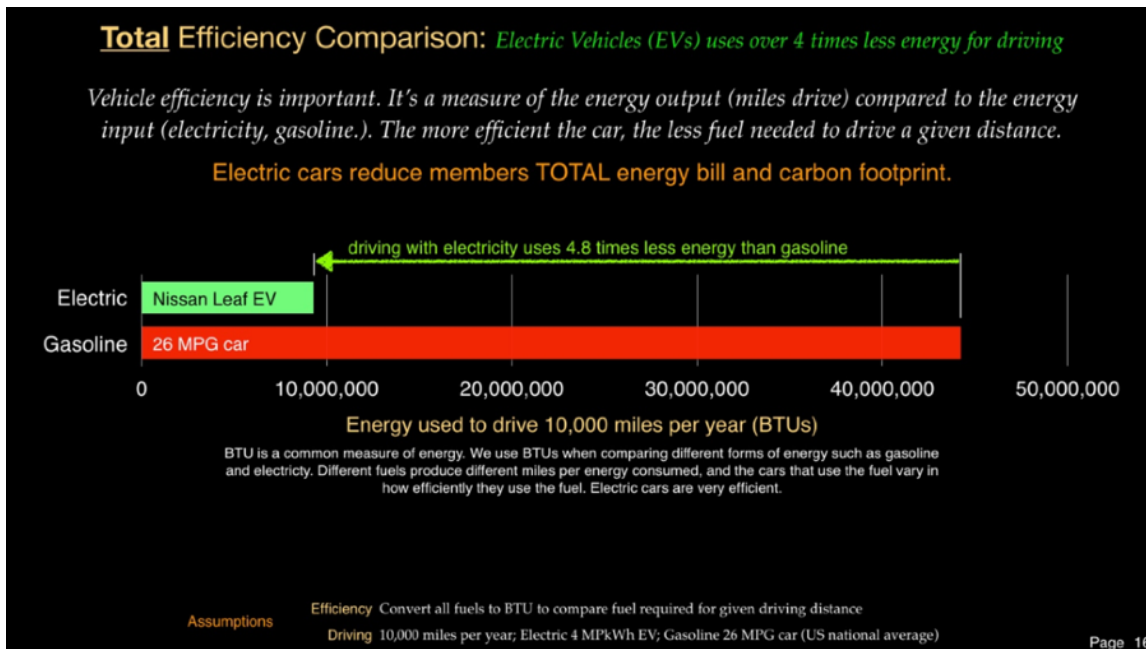 Total Efficiency Comparison: Electric Vehicles (EVs) uses over 4 times less energy for driving
Vehicle efficiency is important. It's a measure of the energy output (miles drive) compared to the energy
input (electricity, gasoline.). The more efficient the car, the less fuel needed to drive a given distance.
Electric cars reduce members TOTAL energy bill and carbon footprint.
driving with electricity uses 4.8 times less energy than gasoline
Electric Nissan Leaf EV
Gasoline 26 MPG car
0 10,000,000 20,000,000 30,000,000 40,000,000 50,000,000
Energy used to drive 10,000 miles per year (BTUs)
BTU is a common measure of energy. We use BTUs when comparing different forms of energy such as gasoline
and electricty. Different fuels produce different miles per energy consumed, and the cars that use the fuel vary in
how efficiently they use the fuel. Electric cars are very efficient.
Assumptions
Efficiency Convert all fuels to BTU to compare fuel required for given driving distance
Driving 10,000 miles per year; Electric 4 MPkWh EV; Gasoline 26 MPG car (US national average)
Page 16